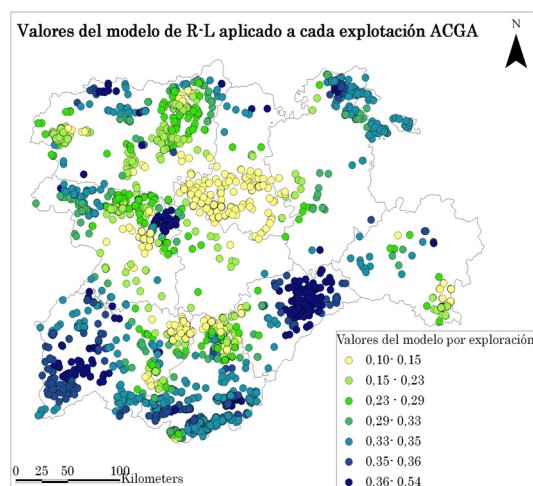 Valores del modelo de R-L aplicado a cada explotación ACGA
N
Valores del modelo por exploración
0,10- 0,15
0,15 - 0,23
0,23 - 0,29
0,29- 0,33
0,33- 0,35
0,35- 0,36
0,36- 0,54
0 25 50 100
Kilometers